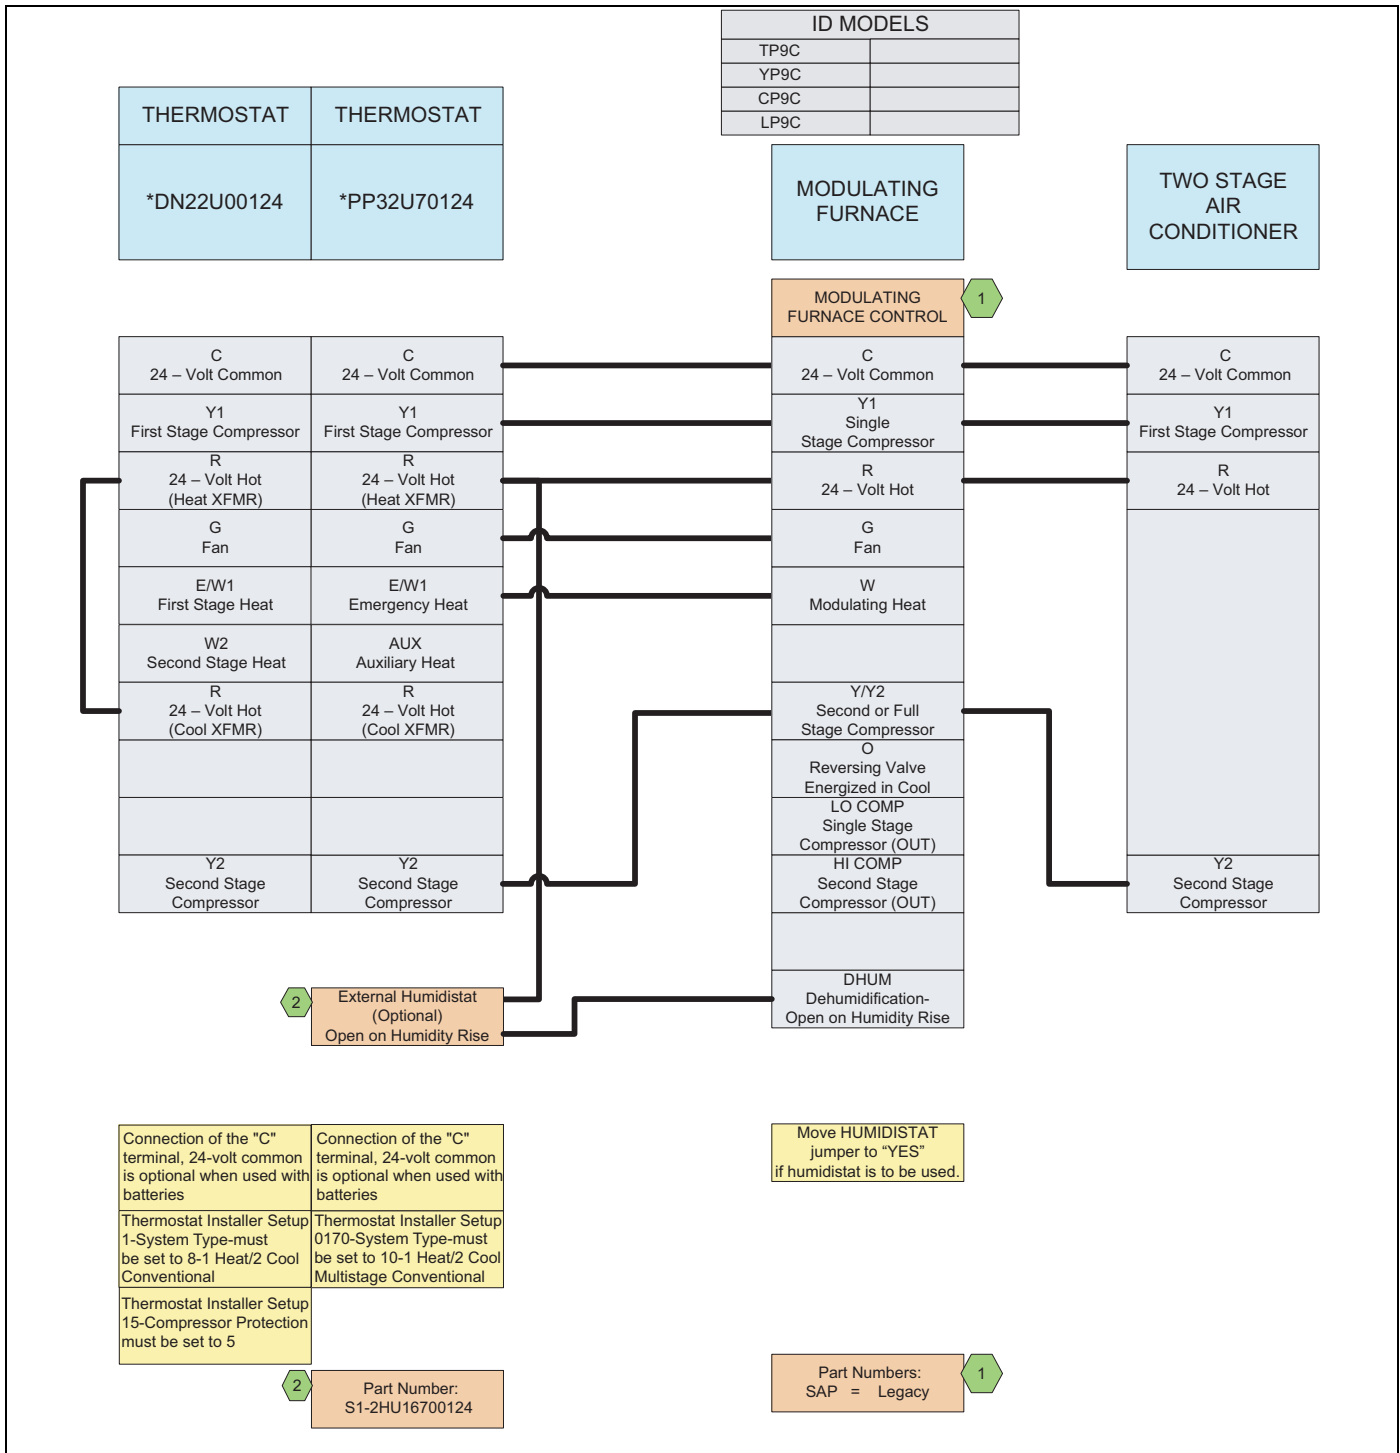 ID MODELS
TP9C
YP9C
CP9C
LP9C
THERMOSTAT
THERMOSTAT
*DN22U00124
*PP32U70124
MODULATING
FURNACE
TWO STAGE
AIR
CONDITIONER
MODULATING
FURNACE CONTROL
1
C
24 – Volt Common
C
24 – Volt Common
C
24 – Volt Common
C
24 – Volt Common
Y1
First Stage Compressor
Y1
First Stage Compressor
Y1
Single
Stage Compressor
Y1
First Stage Compressor
R
24 – Volt Hot
(Heat XFMR)
R
24 – Volt Hot
(Heat XFMR)
R
24 – Volt Hot
R
24 – Volt Hot
G
Fan
G
Fan
G
Fan
E/W1
First Stage Heat
E/W1
Emergency Heat
W
Modulating Heat
W2
Second Stage Heat
AUX
Auxiliary Heat
R
24 – Volt Hot
(Cool XFMR)
R
24 – Volt Hot
(Cool XFMR)
Y/Y2
Second or Full
Stage Compressor
O
Reversing Valve
Energized in Cool
LO COMP
Single Stage
Compressor (OUT)
Y2
Second Stage
Compressor
Y2
Second Stage
Compressor
HI COMP
Second Stage
Compressor (OUT)
Y2
Second Stage
Compressor
2
External Humidistat
(Optional)
Open on Humidity Rise
DHUM
Dehumidification-
Open on Humidity Rise
Connection of the "C"
terminal, 24-volt common
is optional when used with
batteries
Connection of the "C"
terminal, 24-volt common
is optional when used with
batteries
Move HUMIDISTAT
jumper to “YES”
if humidistat is to be used.
Thermostat Installer Setup
1-System Type-must
be set to 8-1 Heat/2 Cool
Conventional
Thermostat Installer Setup
0170-System Type-must
be set to 10-1 Heat/2 Cool
Multistage Conventional
Thermostat Installer Setup
15-Compressor Protection
must be set to 5
2
Part Number:
S1-2HU16700124
Part Numbers:
SAP = Legacy
1